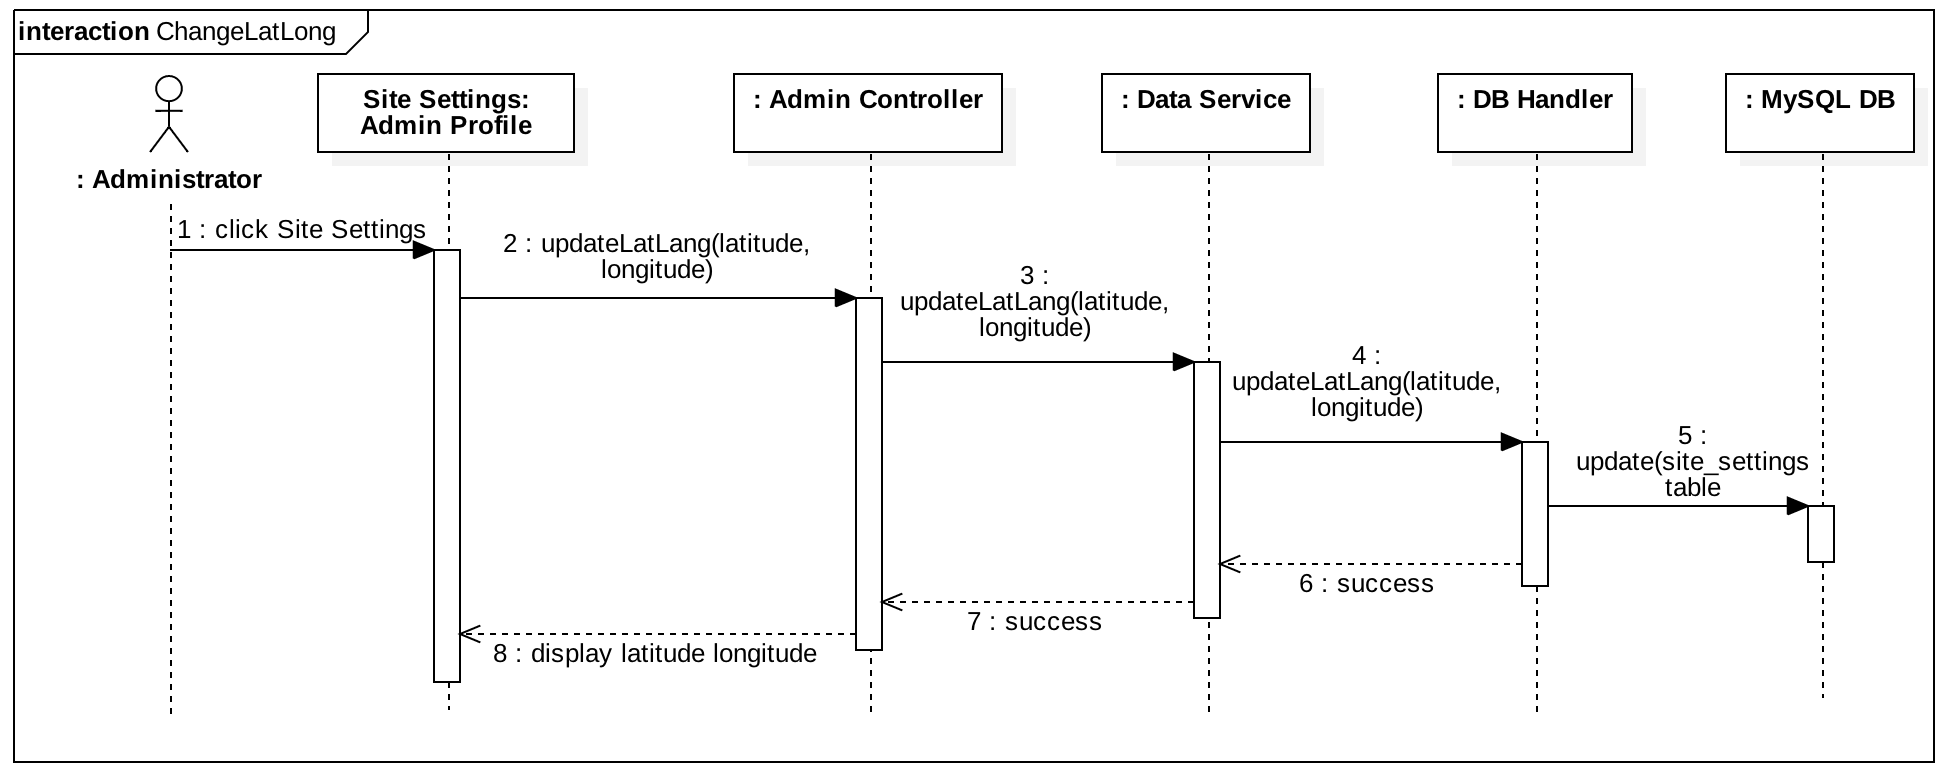 interaction ChangeLatLong
Site Settings:
Admin Profile
: Admin Controller
: Data Service
: DB Handler
: MySQL DB
: Administrator
1 : click Site Settings
2 : updateLatLang(latitude,
longitude)
3 :
updateLatLang(latitude,
longitude)
4 :
updateLatLang(latitude,
longitude)
5 :
update(site_settings
table
6 : success
7 : success
8 : display latitude longitude